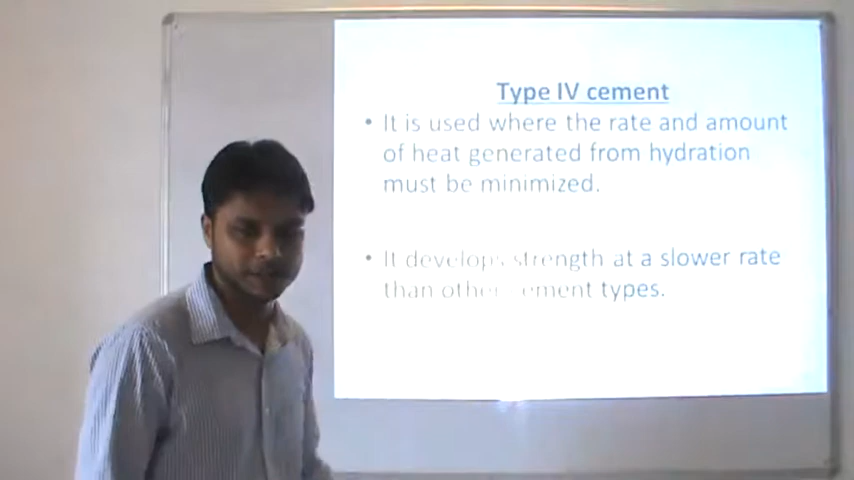 Type IV cement
• It is used where the rate and amount
of heat generated from hydration
must be minimized.
• It develops strength at a slower rate
than other cement types.